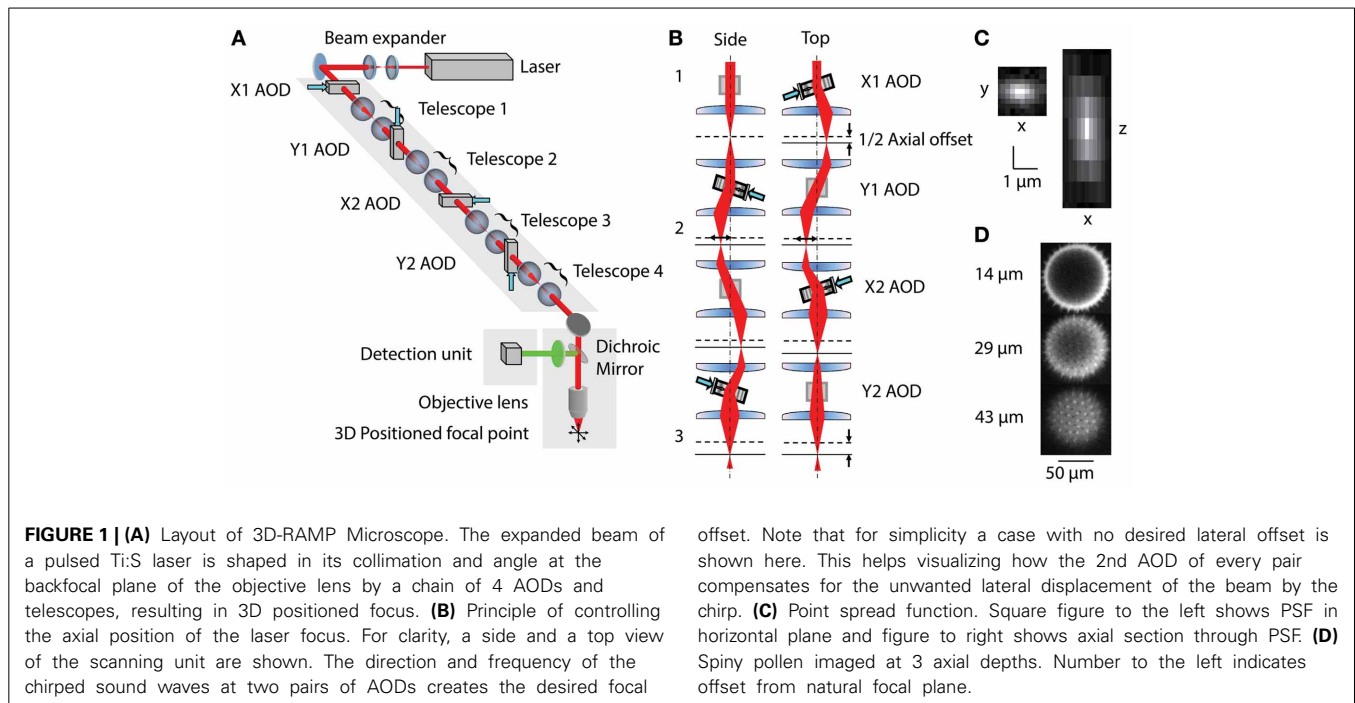 A
Beam expander
Laser
X1 AOD
Telescope 1
Y1 AOD
Telescope 2
X2 AOD
Telescope 3
Y2 AOD
Telescope 4
Detection unit
Dichroic
Mirror
Objective lens
3D Positioned focal point
B
Side
Top
1
X1 AOD
1/2 Axial offset
Y1 AOD
2
X2 AOD
Y2 AOD
3
C
y
x
1 µm
z
x
D
14 µm
29 µm
43 µm
50 µm
FIGURE 1 | (A) Layout of 3D-RAMP Microscope. The expanded beam of
a pulsed Ti:S laser is shaped in its collimation and angle at the
backfocal plane of the objective lens by a chain of 4 AODs and
telescopes, resulting in 3D positioned focus. (B) Principle of controlling
the axial position of the laser focus. For clarity, a side and a top view
of the scanning unit are shown. The direction and frequency of the
chirped sound waves at two pairs of AODs creates the desired focal
offset. Note that for simplicity a case with no desired lateral offset is
shown here. This helps visualizing how the 2nd AOD of every pair
compensates for the unwanted lateral displacement of the beam by the
chirp. (C) Point spread function. Square figure to the left shows PSF in
horizontal plane and figure to right shows axial section through PSF. (D)
Spiny pollen imaged at 3 axial depths. Number to the left indicates
offset from natural focal plane.